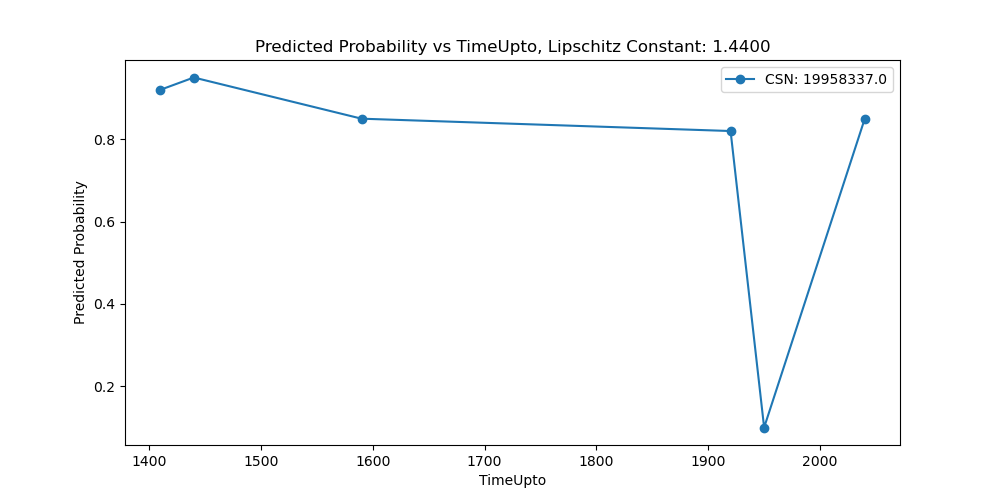 Predicted Probability vs TimeUpto, Lipschitz Constant: 1.4400
CSN: 19958337.0
Predicted Probability
0.8
0.6
0.4
0.2
1400 1500 1600 1700 1800 1900 2000
TimeUpto